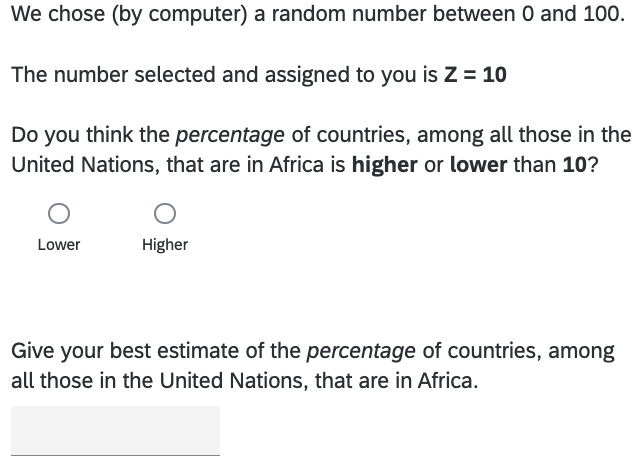 We chose (by computer) a random number between 0 and 100.
The number selected and assigned to you is Z = 10
Do you think the percentage of countries, among all those in the
United Nations, that are in Africa is higher or lower than 10?
Lower Higher
Give your best estimate of the percentage of countries, among
all those in the United Nations, that are in Africa.